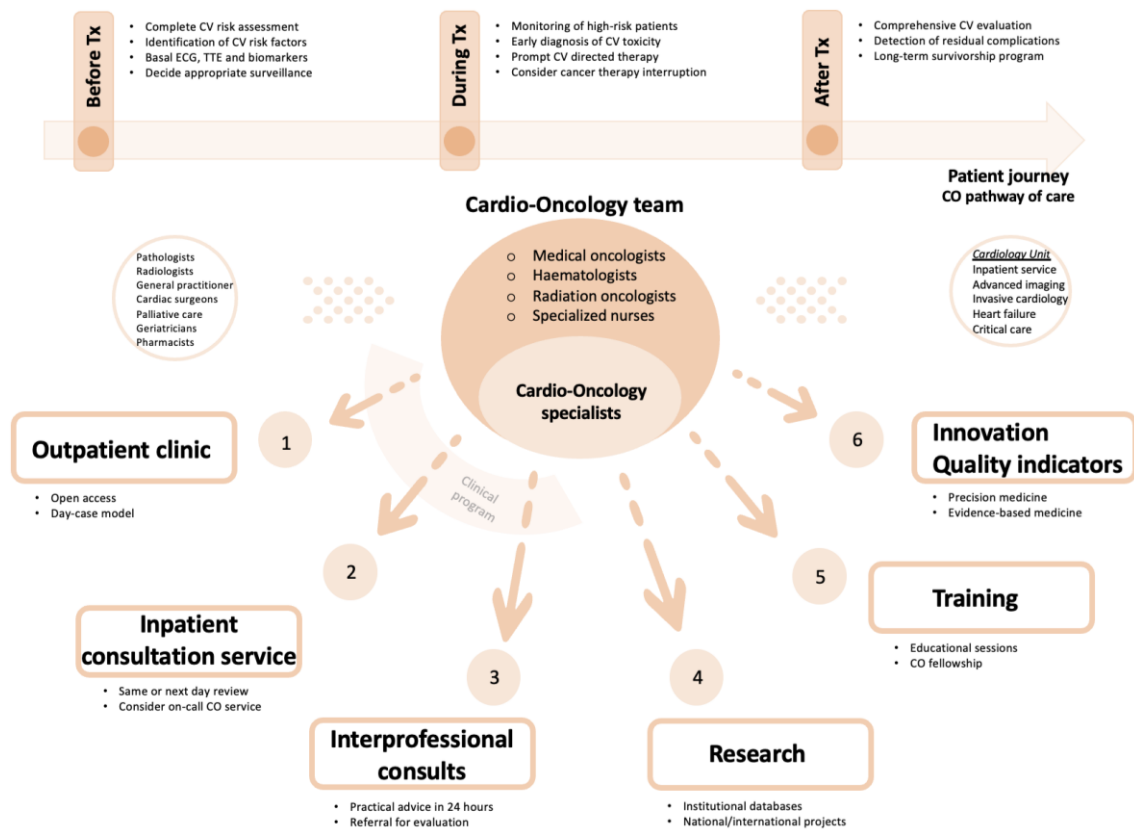 Before Tx
• Complete CV risk assessment
• Identification of CV risk factors
• Basal ECG, TTE and biomarkers
• Decide appropriate surveillance
During Tx
• Monitoring of high-risk patients
• Early diagnosis of CV toxicity
• Prompt CV directed therapy
• Consider cancer therapy interruption
After Tx
• Comprehensive CV evaluation
• Detection of residual complications
• Long-term survivorship program
Patient journey
CO pathway of care
Cardio-Oncology team
o Medical oncologists
o Haematologists
o Radiation oncologists
o Specialized nurses
Cardio-Oncology
specialists
Pathologists
Radiologists
General practitioner
Cardiac surgeons
Palliative care
Geriatricians
Pharmacists
Cardiology Unit
Inpatient service
Advanced imaging
Invasive cardiology
Heart failure
Critical care
Clinical
program
1
Outpatient clinic
• Open access
• Day-case model
2
Inpatient
consultation service
• Same or next day review
• Consider on-call CO service
3
Interprofessional
consults
• Practical advice in 24 hours
• Referral for evaluation
4
Research
• Institutional databases
• National/international projects
5
Training
• Educational sessions
• CO fellowship
6
Innovation
Quality indicators
• Precision medicine
• Evidence-based medicine